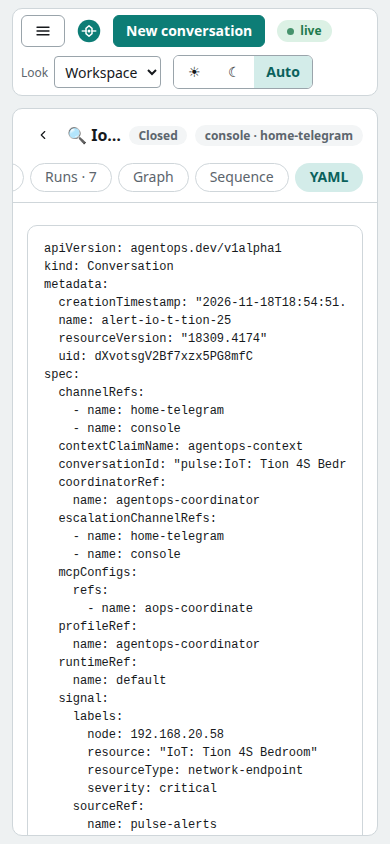 New conversation
live
Look
Workspace
Auto
Io...
Closed
console · home-telegram
Runs · 7
Graph
Sequence
YAML
apiVersion: agentops.dev/v1alpha1
kind: Conversation
metadata:
  creationTimestamp: "2026-11-18T18:54:51.
  name: alert-io-t-tion-25
  resourceVersion: "18309.4174"
  uid: dXvotsgV2Bf7xzx5PG8mfC
spec:
  channelRefs:
    - name: home-telegram
    - name: console
  contextClaimName: agentops-context
  conversationId: "pulse:IoT: Tion 4S Bedr
  coordinatorRef:
    name: agentops-coordinator
  escalationChannelRefs:
    - name: home-telegram
    - name: console
  mcpConfigs:
    refs:
      - name: aops-coordinate
  profileRef:
    name: agentops-coordinator
  runtimeRef:
    name: default
  signal:
    labels:
      node: 192.168.20.58
      resource: "IoT: Tion 4S Bedroom"
      resourceType: network-endpoint
      severity: critical
    sourceRef:
      name: pulse-alerts